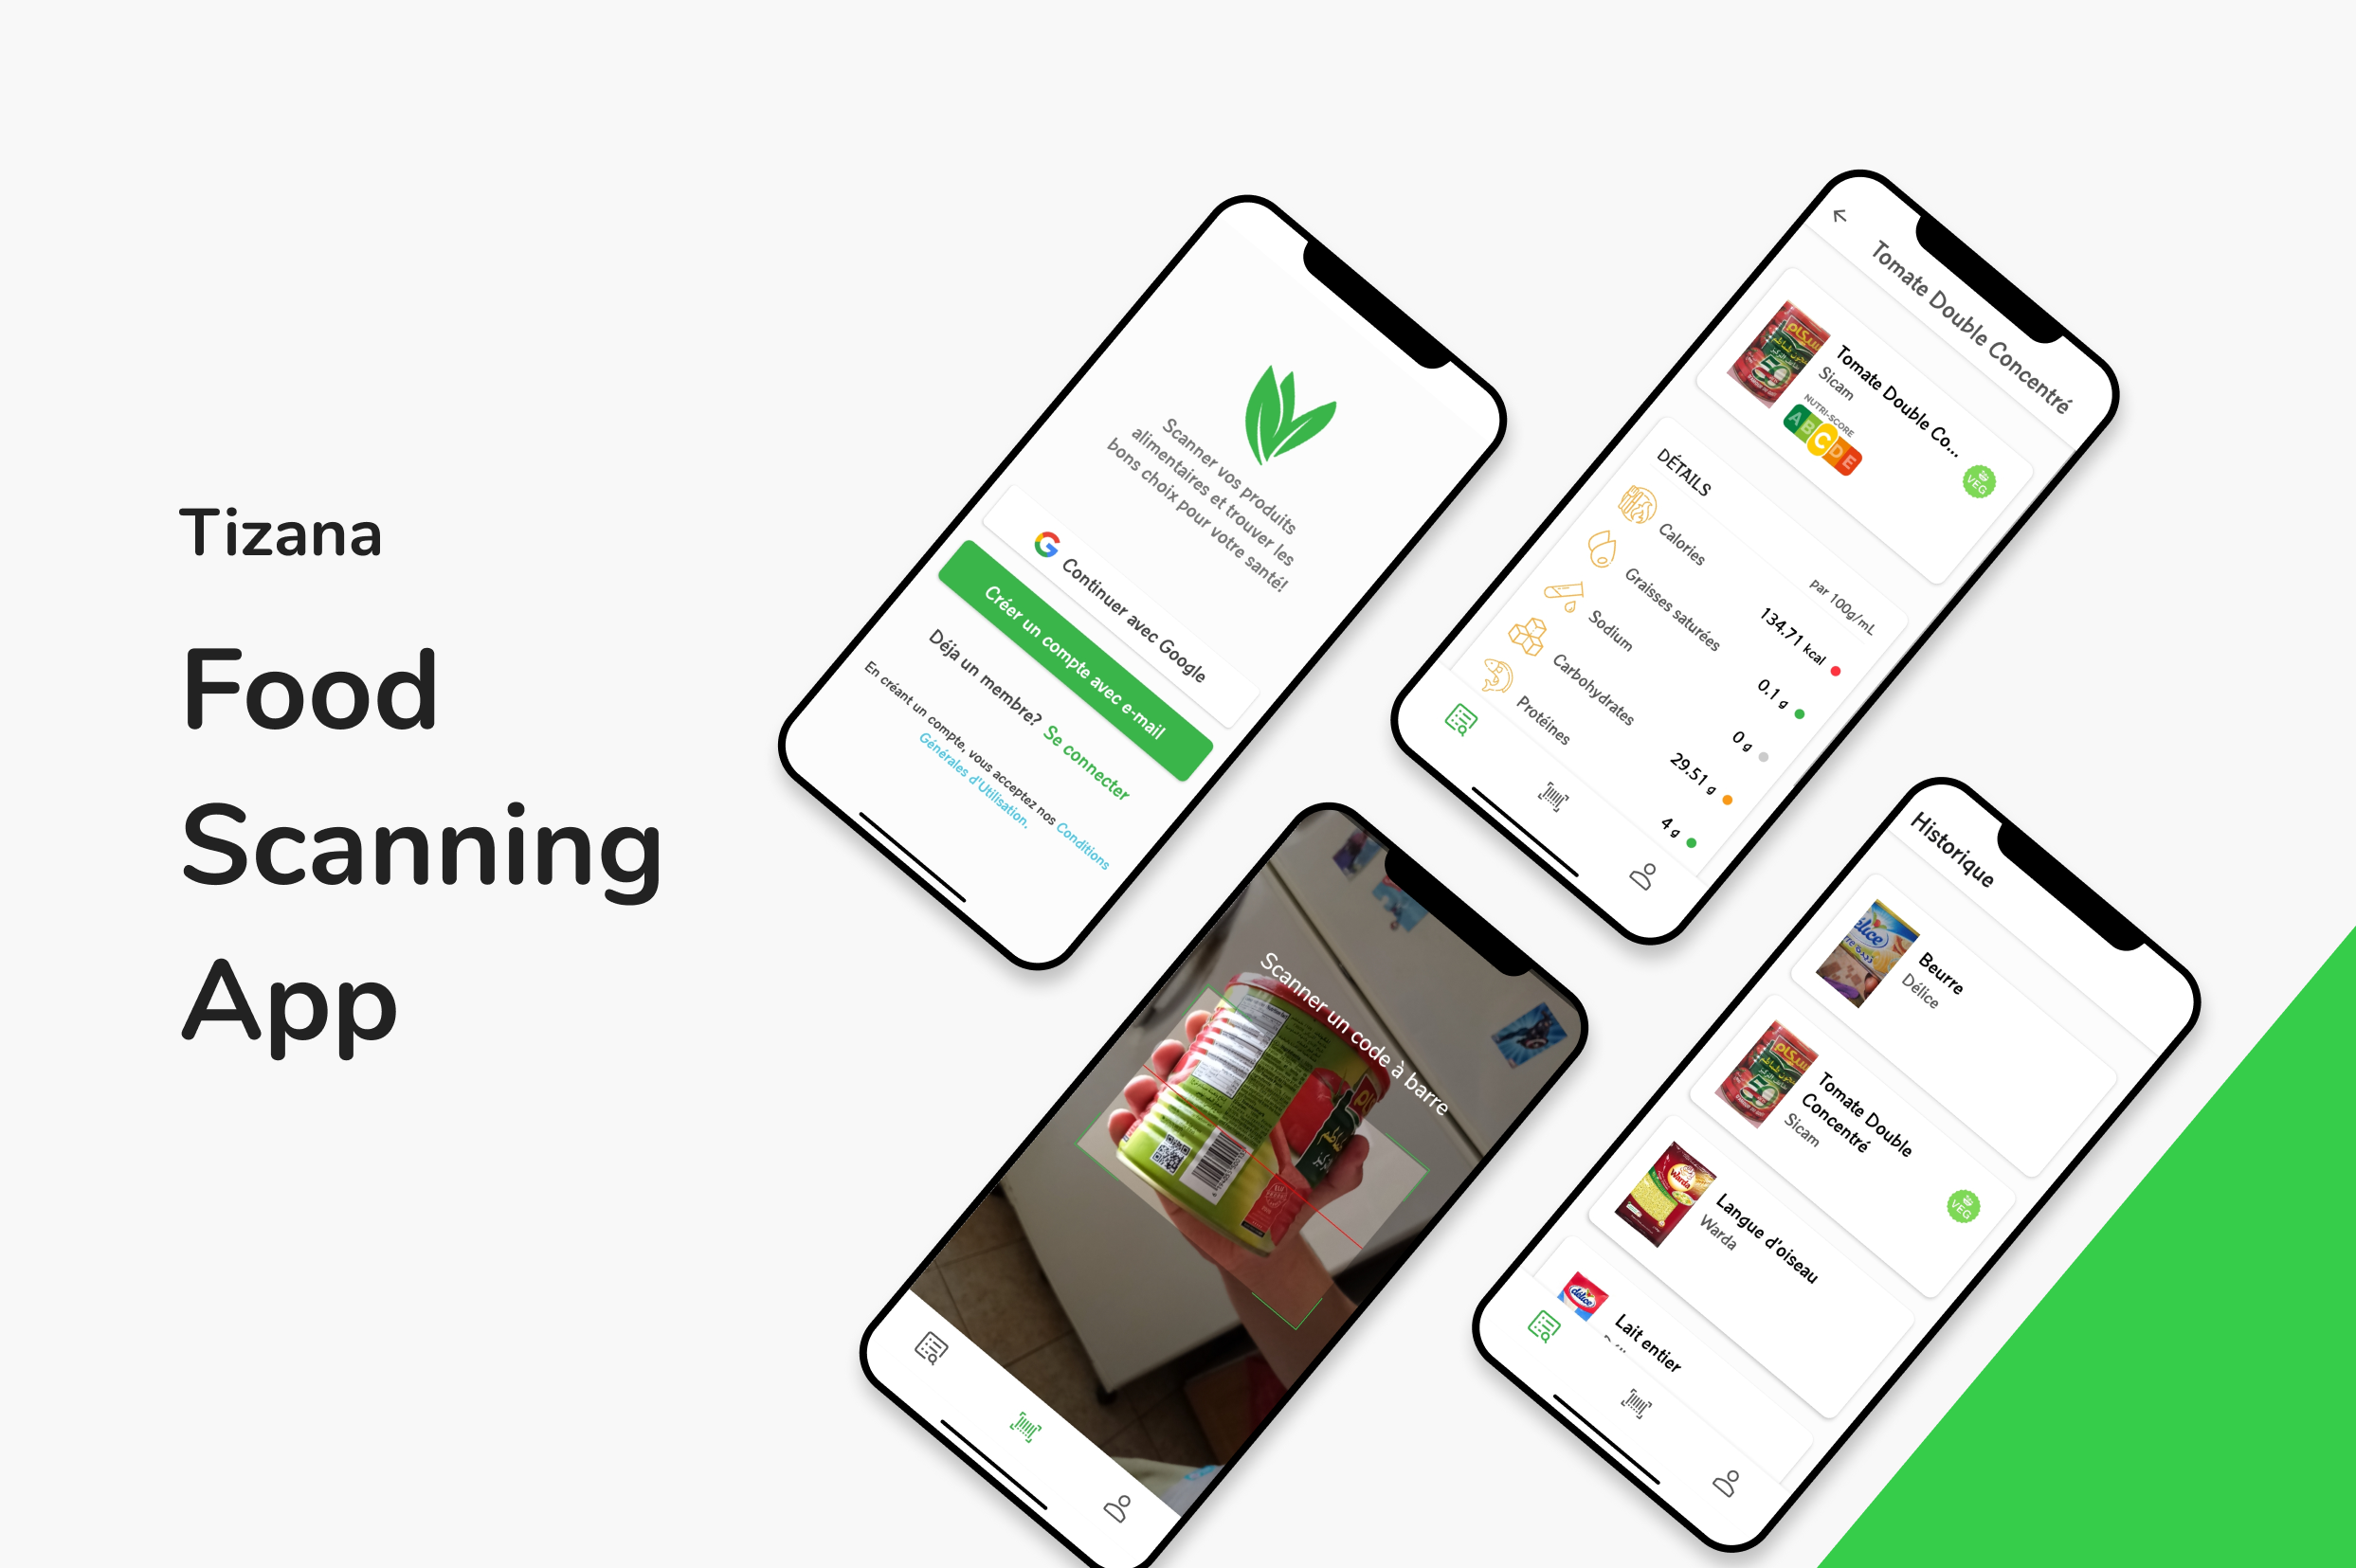 Tizana
Food
Scanning
App
Scanner vos produits
alimentaires et trouver les
bons choix pour votre santé!
Continuer avec Google
Créer un compte avec e-mail
Déja un membre? Se connecter
En créant un compte, vous acceptez nos Conditions
Générales d'Utilisation.
Tomate Double Concentré
سيكام
Tomate Double Co...
Sicam
NUTRI-SCORE
A B C D E
VEG
DÉTAILS
par 100g/mL
Calories
134.71 kcal
Graisses saturées
0.1 g
Sodium
0 g
Carbohydrates
29.51 g
Protéines
4 g
Scanner un code à barre
Historique
Beurre
Délice
سيكام
Tomate Double
Concentré
Sicam
VEG
Warda
Langue d'oiseau
Warda
délice
Lait entier